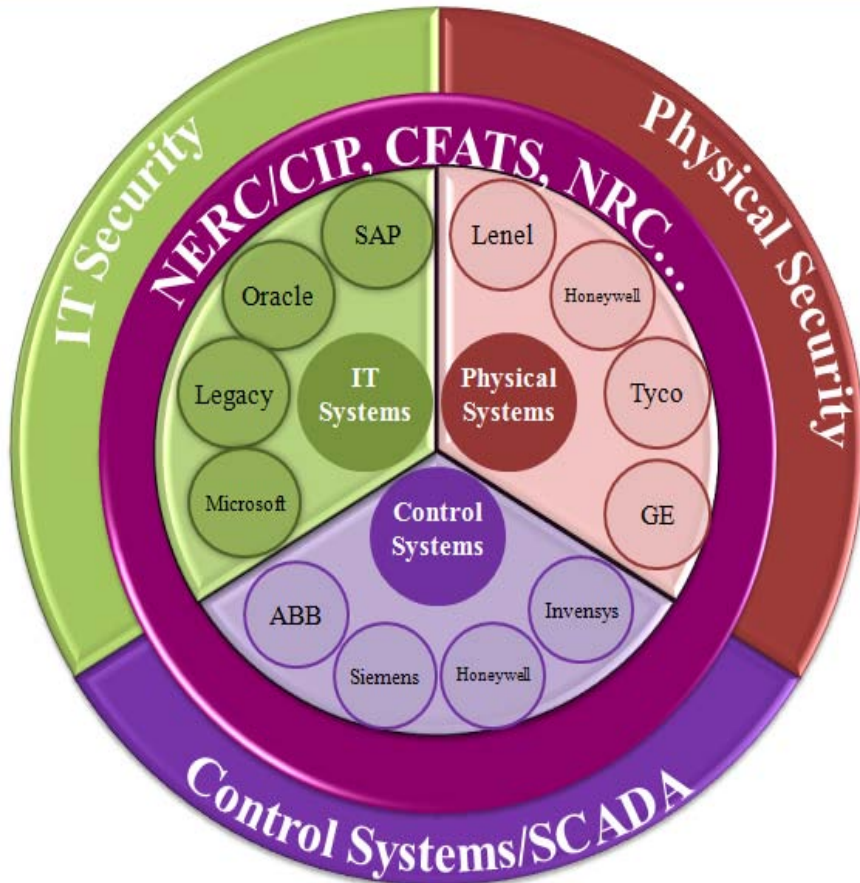 IT Security
Physical Security
NERC/CIP, CFATS, NRC...
SAP
Oracle
Legacy
Microsoft
IT
Systems
Lenel
Honeywell
Tyco
GE
Physical
Systems
Control
Systems
ABB
Siemens
Honeywell
Invensys
Control Systems/SCADA